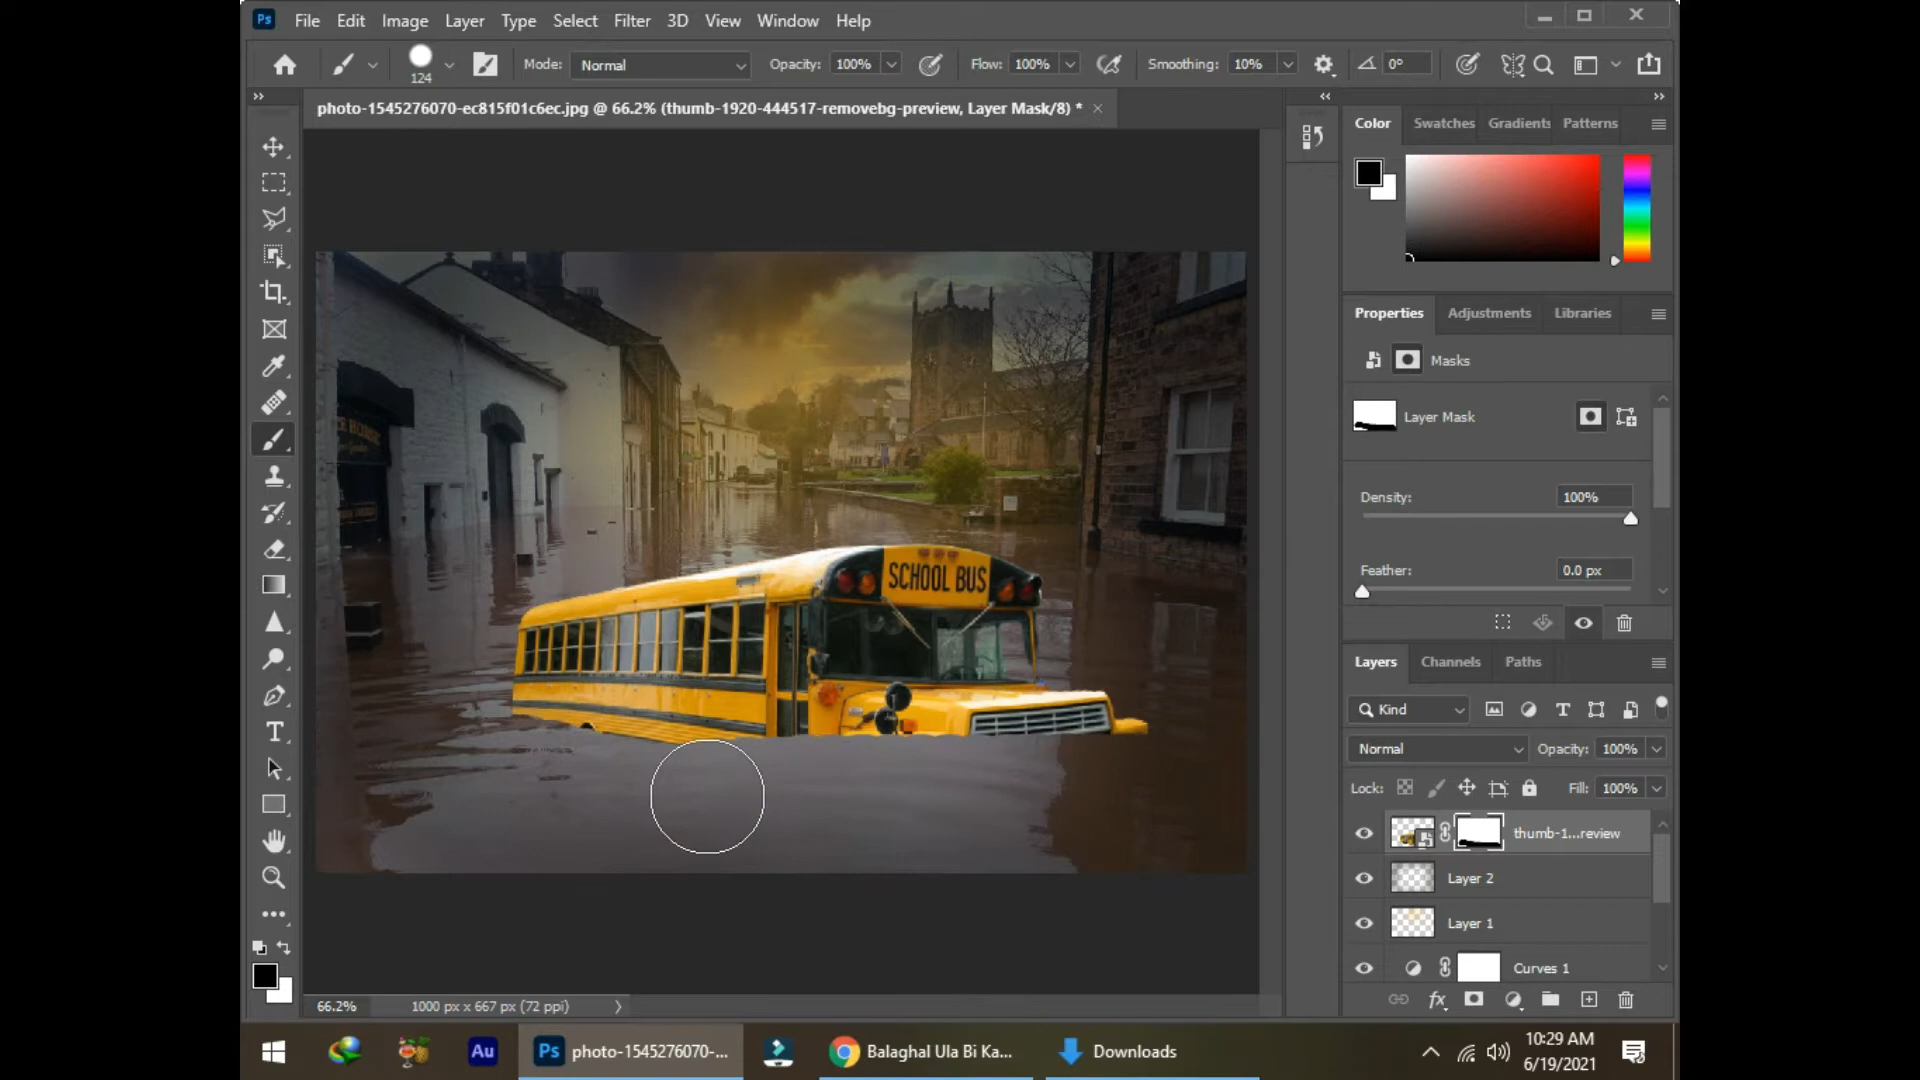 Ps File Edit Image Layer Type Select Filter 3D View Window Help
124 Mode: Normal Opacity: 100% Flow: 100% Smoothing: 10% 0°
photo-1545276070-ec815f01c6ec.jpg @ 66.2% (thumb-1920-444517-removebg-preview, Layer Mask/8) *
Color Swatches Gradients Patterns
Properties Adjustments Libraries
Masks
Layer Mask
Density: 100%
Feather: 0.0 px
SCHOOL BUS
Layers Channels Paths
Kind
Normal Opacity: 100%
Lock: Fill: 100%
thumb-1...review
Layer 2
Layer 1
Curves 1
66.2% 1000 px x 667 px (72 ppi)
Au Ps photo-1545276070-... Balaghal Ula Bi Ka... Downloads
10:29 AM
6/19/2021